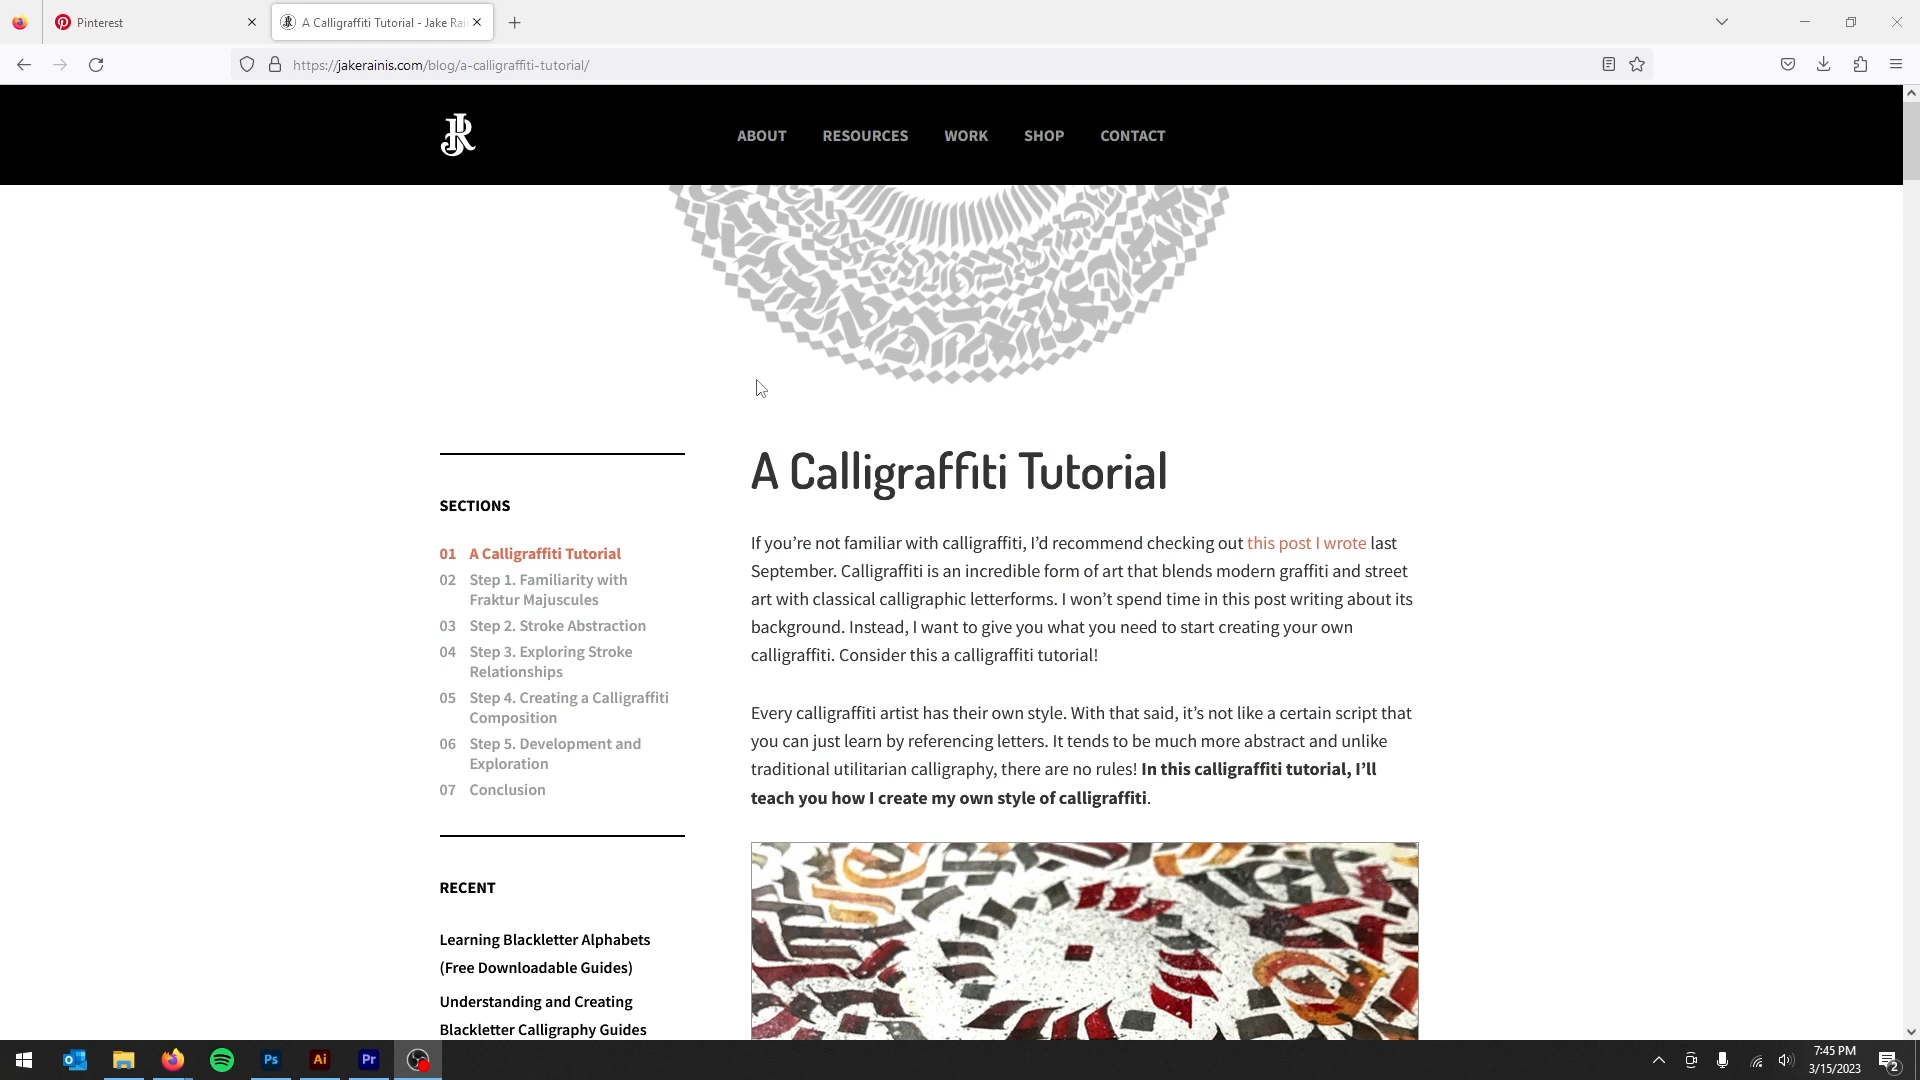 Pinterest
A Calligraffiti Tutorial - Jake Rai
https://jakerainis.com/blog/a-calligraffiti-tutorial/
JR
ABOUT RESOURCES WORK SHOP CONTACT
A Calligraffiti Tutorial
If you’re not familiar with calligraffiti, I’d recommend checking out this post I wrote last
September. Calligraffiti is an incredible form of art that blends modern graffiti and street
art with classical calligraphic letterforms. I won’t spend time in this post writing about its
background. Instead, I want to give you what you need to start creating your own
calligraffiti. Consider this a calligraffiti tutorial!
Every calligraffiti artist has their own style. With that said, it’s not like a certain script that
you can just learn by referencing letters. It tends to be much more abstract and unlike
traditional utilitarian calligraphy, there are no rules! In this calligraffiti tutorial, I’ll
teach you how I create my own style of calligraffiti.
SECTIONS
01 A Calligraffiti Tutorial
02 Step 1. Familiarity with
Fraktur Majuscules
03 Step 2. Stroke Abstraction
04 Step 3. Exploring Stroke
Relationships
05 Step 4. Creating a Calligraffiti
Composition
06 Step 5. Development and
Exploration
07 Conclusion
RECENT
Learning Blackletter Alphabets
(Free Downloadable Guides)
Understanding and Creating
Blackletter Calligraphy Guides
Ps
Ai
Pr
7:45 PM
3/15/2023
2